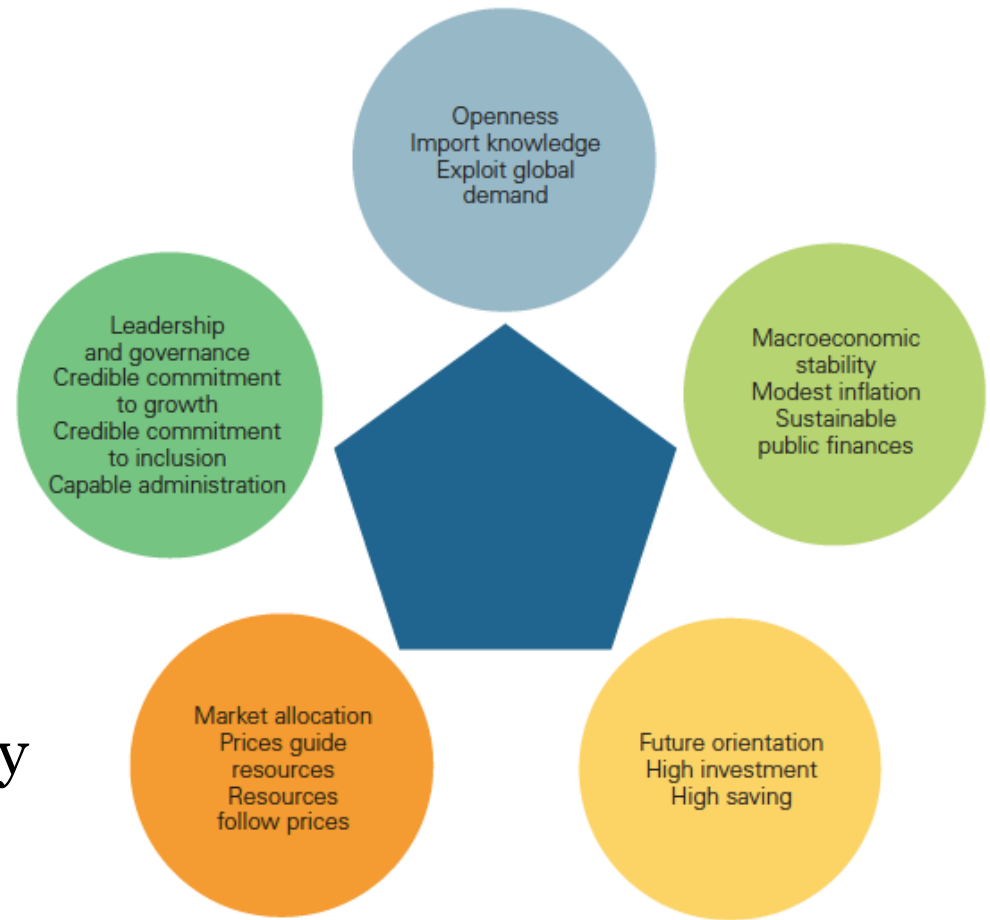 Openness
Import knowledge
Exploit global
demand
Leadership
and governance
Credible commitment
to growth
Credible commitment
to inclusion
Capable administration
Macroeconomic
stability
Modest inflation
Sustainable
public finances
Market allocation
Prices guide
resources
Resources
follow prices
Future orientation
High investment
High saving
y